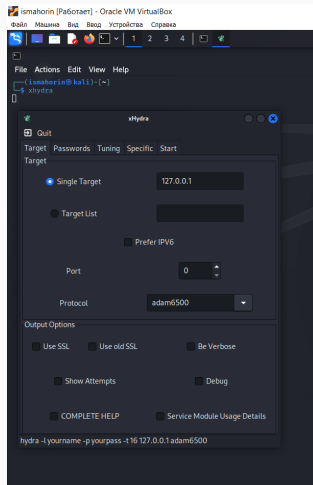 ismahorin [Работает] - Oracle VM VirtualBox
Файл Машина Вид Ввод Устройства Справка
1 2 3 4
File Actions Edit View Help
(ismahorin㉿kali)-[~]
$ xhydra
xHydra
Quit
Target Passwords Tuning Specific Start
Target
Single Target 127.0.0.1
Target List
Prefer IPV6
Port 0
Protocol adam6500
Output Options
Use SSL Use old SSL Be Verbose
Show Attempts Debug
COMPLETE HELP Service Module Usage Details
hydra -l yourname -p yourpass -t 16 127.0.0.1 adam6500